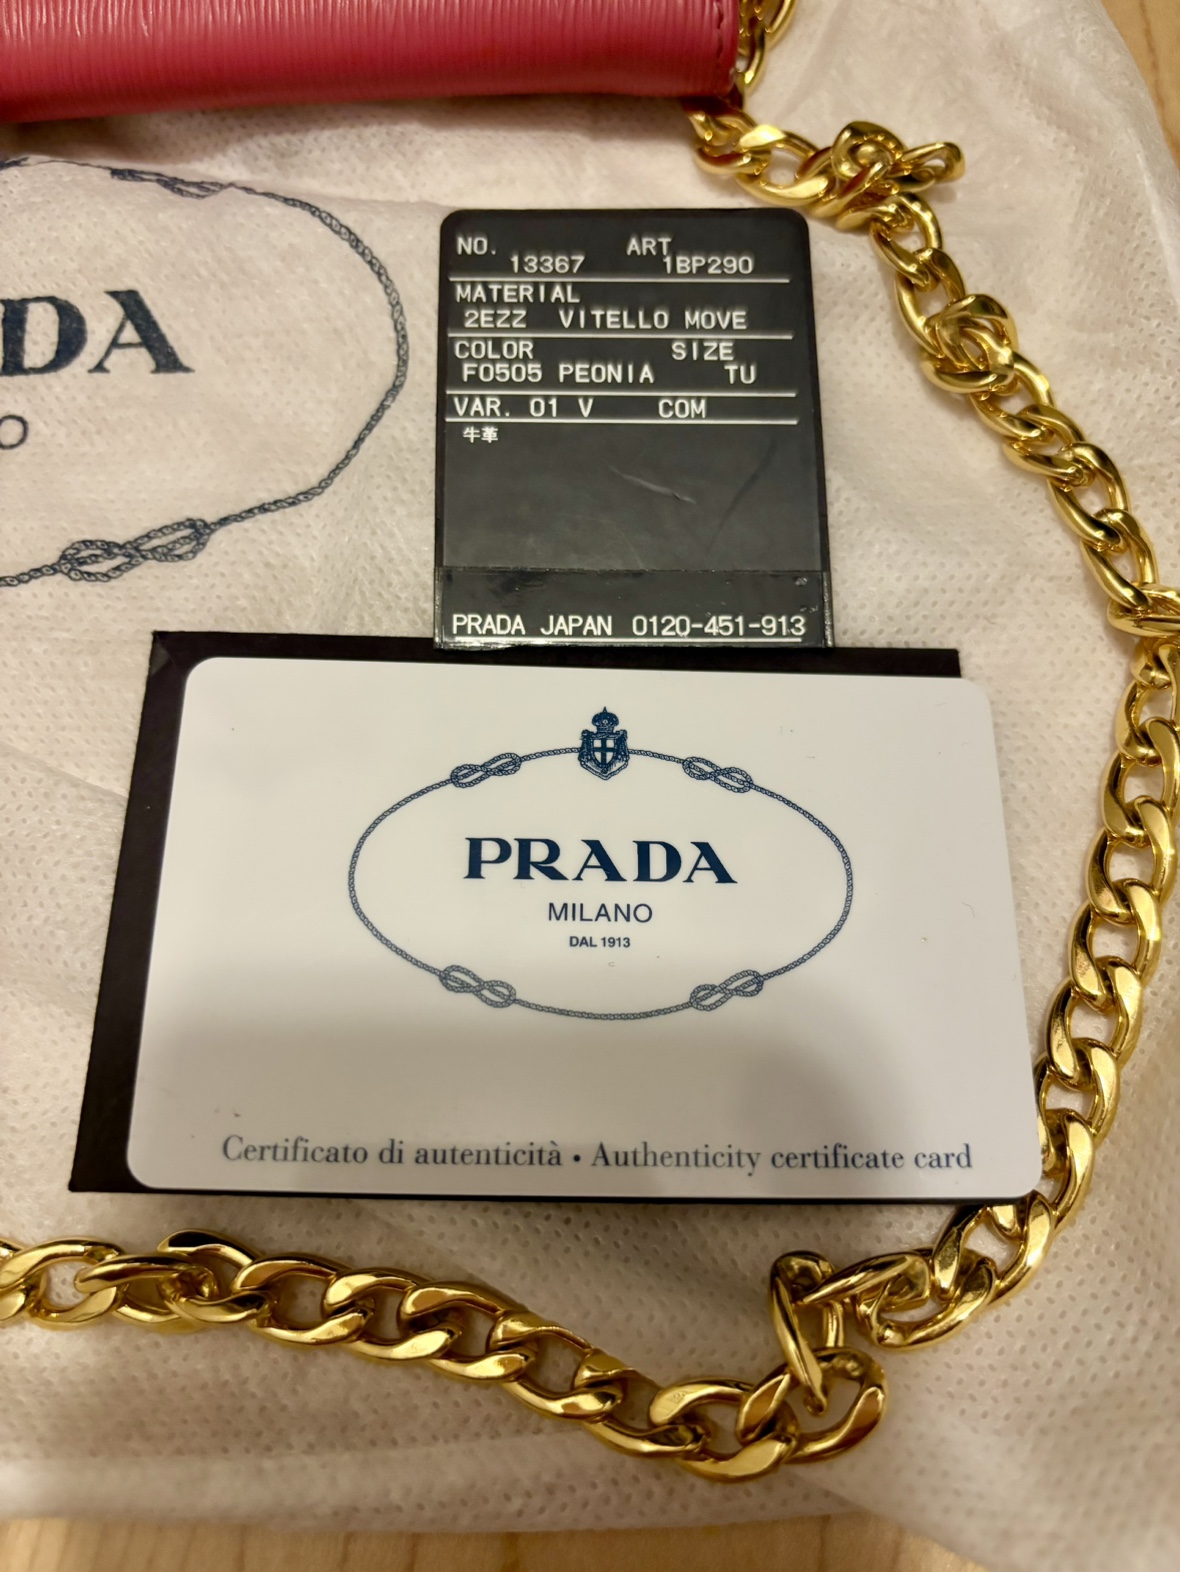 DA
O
NO. ART
13367 1BP290
MATERIAL
2EZZ VITELLO MOVE
COLOR SIZE
F0505 PEONIA TU
VAR. 01 V COM
牛革
PRADA JAPAN 0120-451-913
PRADA
MILANO
DAL 1913
Certificato di autenticità • Authenticity certificate card